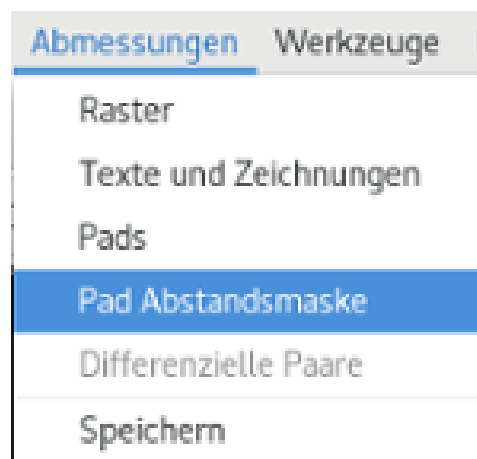 Abmessungen Werkzeuge
Raster
Texte und Zeichnungen
Pads
Pad Abstandsmaske
Differenzielle Paare
Speichern